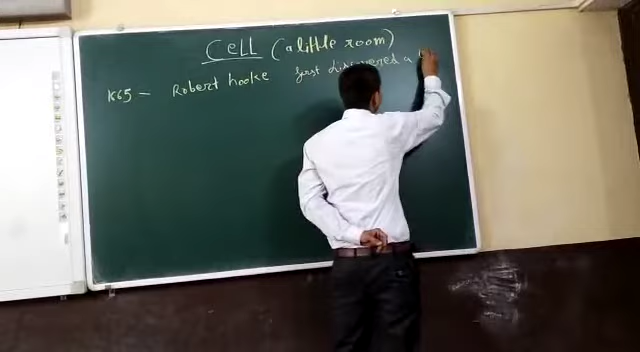 Cell (a little room)
1665 - Robert hooke first discovered a